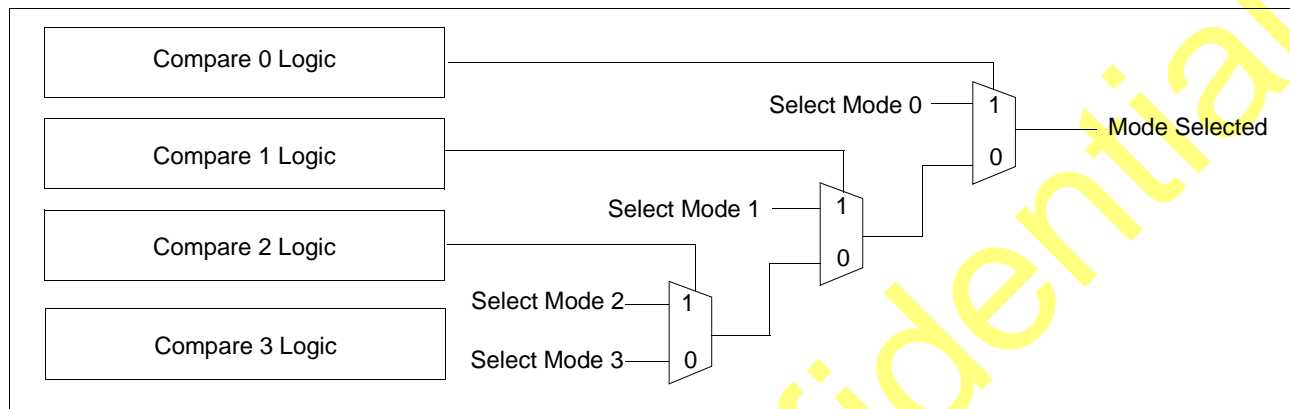 Compare 0 Logic
Select Mode 0
1
Mode Selected
0
Compare 1 Logic
Select Mode 1
1
0
Compare 2 Logic
Select Mode 2
1
Select Mode 3
0
Compare 3 Logic
fidential